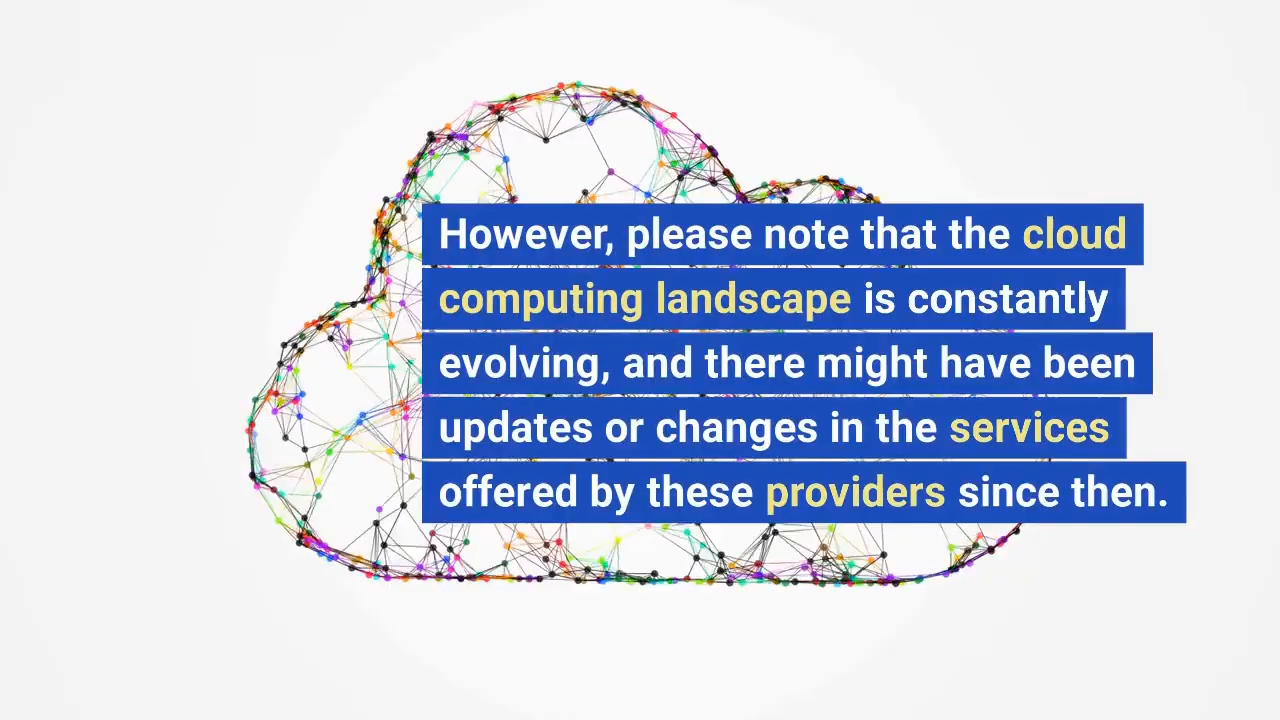 However, please note that the cloud
computing landscape is constantly
evolving, and there might have been
updates or changes in the services
offered by these providers since then.